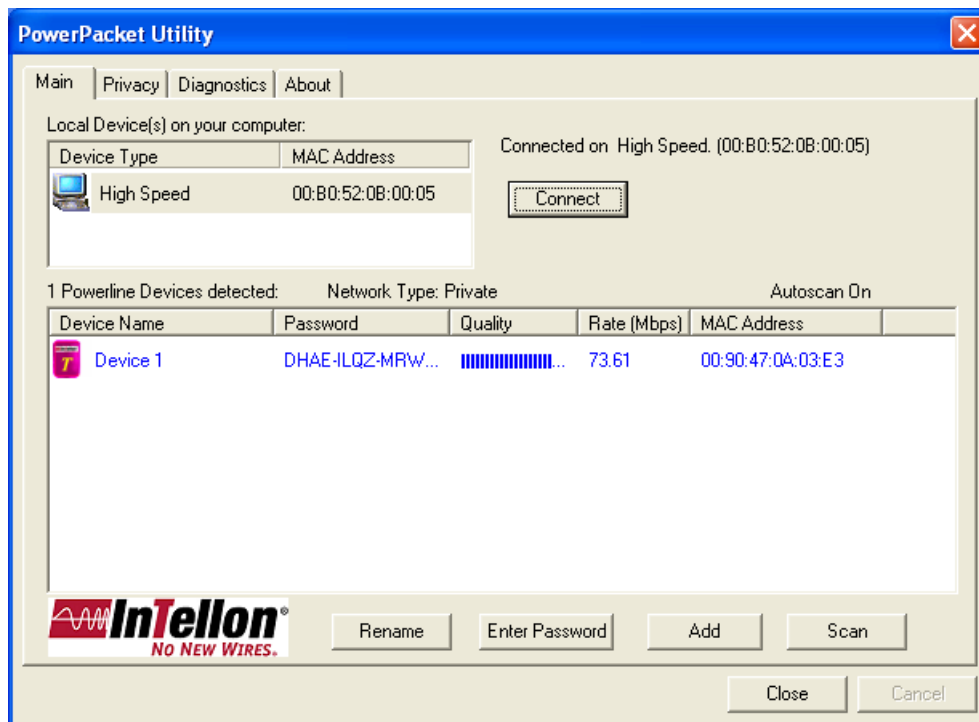 PowerPacket Utility
Main Privacy Diagnostics About
Local Device(s) on your computer:
Device Type MAC Address
High Speed 00:B0:52:0B:00:05
Connected on High Speed. (00:B0:52:0B:00:05)
Connect
1 Powerline Devices detected: Network Type: Private Autoscan On
Device Name Password Quality Rate (Mbps) MAC Address
T Device 1 DHAE-ILQZ-MRW... ... 73.61 00:90:47:0A:03:E3
InTellon®
NO NEW WIRES.
Rename Enter Password Add Scan
Close Cancel